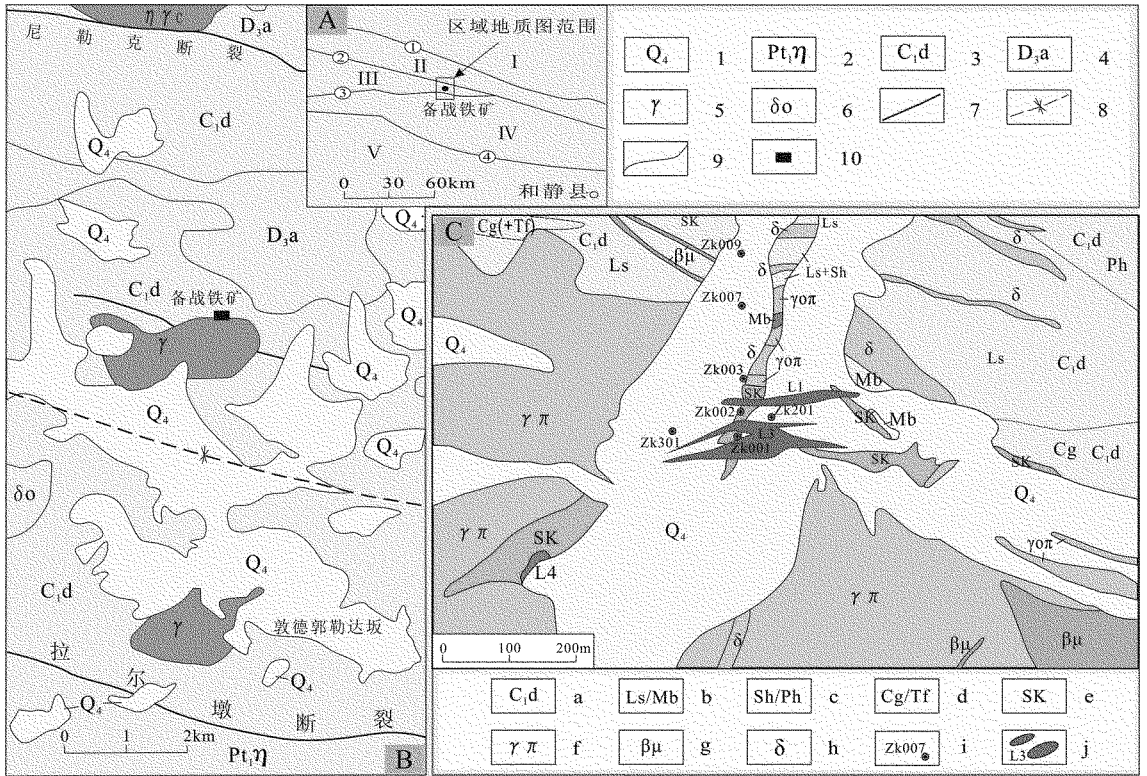 ηγc
D₃a
尼勒克断裂
C₁d
Q₄
Q₄
D₃a
Q₄
C₁d
备战铁矿
γ
Q₄
Q₄
Q₄
Q₄
δo
Q₄
C₁d
γ
敦德郭勒达坂
Q₄
拉尔墩断裂
Q₄
0 1 2km
Pt₁η
B
A
区域地质图范围
①
②
③
④
I
II
III
IV
V
备战铁矿
0 30 60km
和静县
Q₄ 1
Pt₁η 2
C₁d 3
D₃a 4
γ 5
δo 6
7
8
9
10
C
Cg(+Tf)
C₁d
Ls
SK
βμ
Zk009
δ
Ls
δ
Ls+Sh
γoπ
Zk007
Mb
δ
γoπ
Zk003
SK
L1
Zk002
Zk201
Zk301
L3
Zk001
SK
Q₄
γπ
δ
C₁d
Ph
δ
Ls
C₁d
δ
Mb
SK
Mb
Cg
C₁d
SK
Q₄
γπ
SK
L4
Q₄
γoπ
γπ
δ
βμ
βμ
0 100 200m
C₁d a
Ls/Mb b
Sh/Ph c
Cg/Tf d
SK e
γπ f
βμ g
δ h
Zk007 i
L3 j